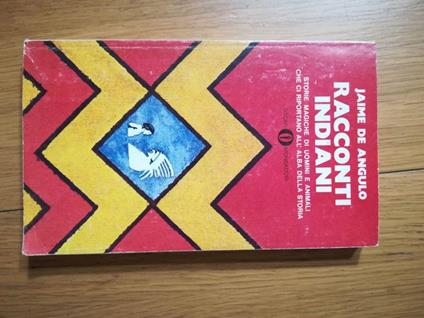 JAIME DE ANGULO
RACCONTI
INDIANI
STORIE MAGICHE DI UOMINI E ANIMALI
CHE CI RIPORTANO ALL'ALBA DELLA STORIA
OSCAR MONDADORI